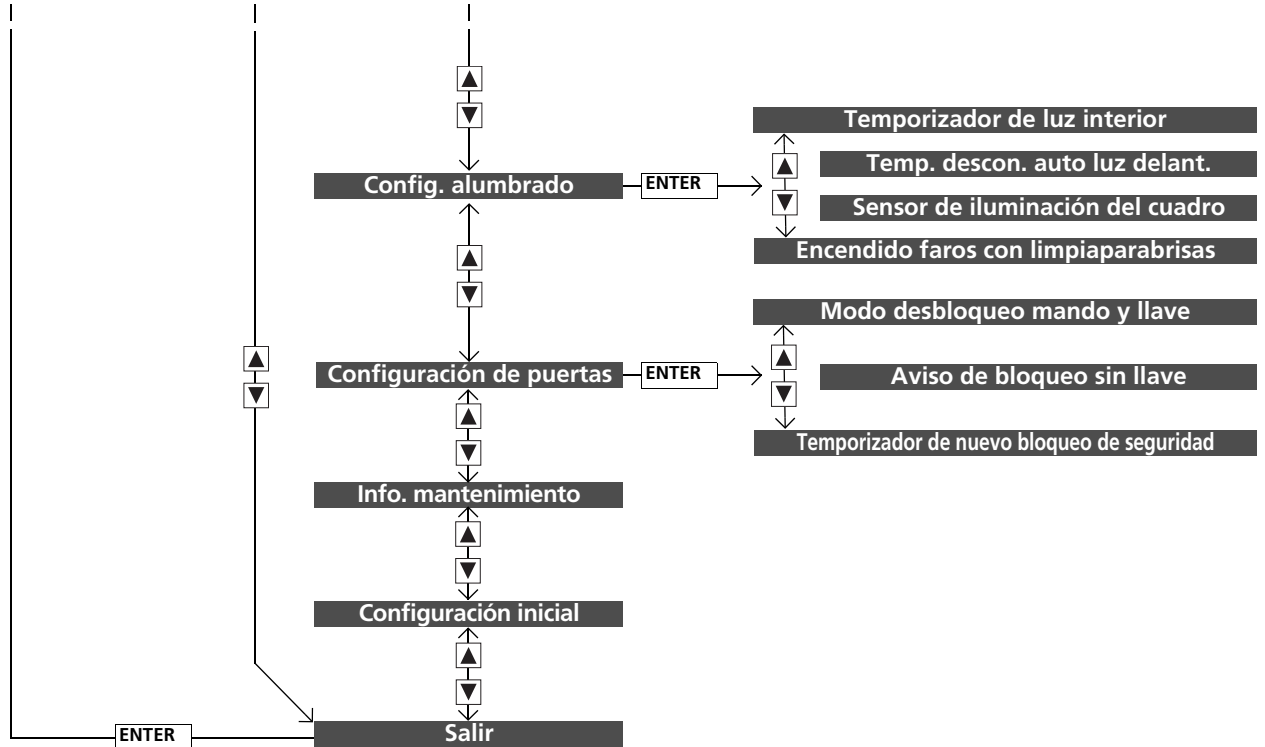 Temporizador de luz interior
Temp. descon. auto luz delant.
Config. alumbrado
ENTER
Sensor de iluminación del cuadro
Encendido faros con limpiaparabrisas
Modo desbloqueo mando y llave
Configuración de puertas
ENTER
Aviso de bloqueo sin llave
Temporizador de nuevo bloqueo de seguridad
Info. mantenimiento
Configuración inicial
ENTER
Salir